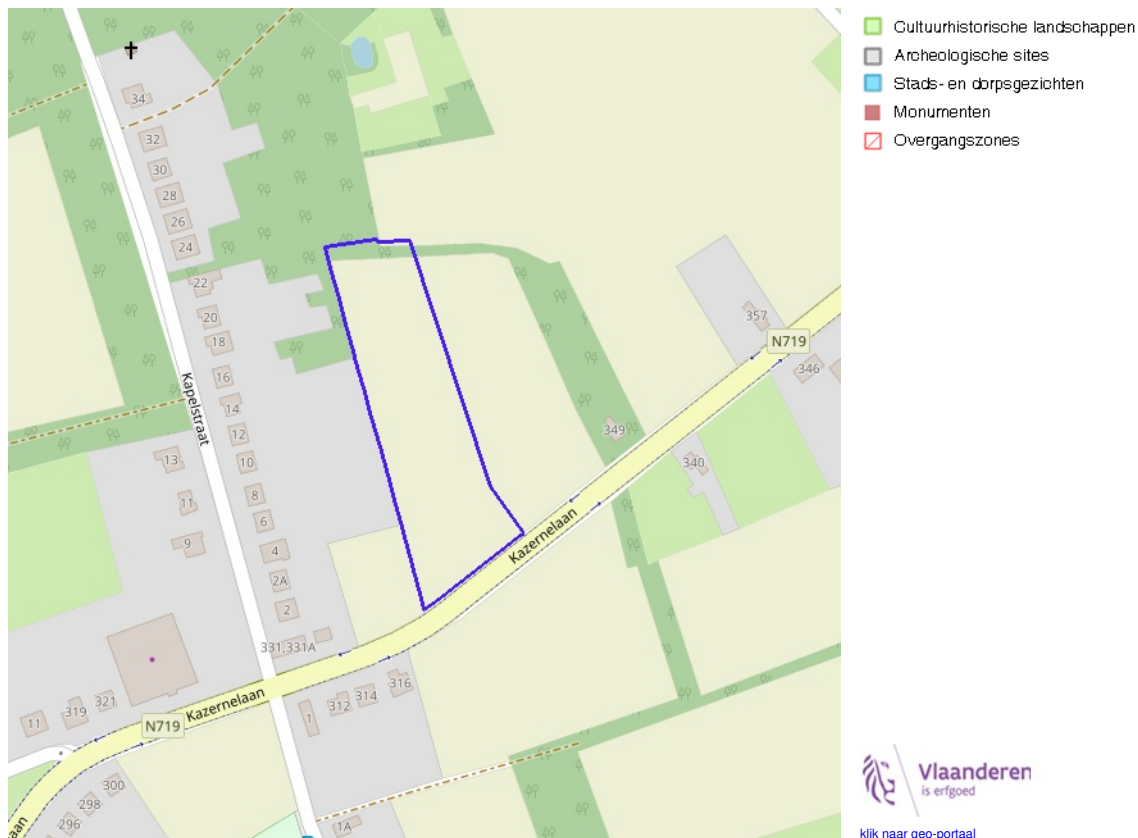 Cultuurhistorische landschappen
Archeologische sites
Stads- en dorpsgezichten
Monumenten
Overgangszones
34
32
30
28
26
24
22
20
18
16
14
12
10
8
6
4
2A
2
331,331A
Kapelstraat
13
11
9
357
N719
346
349
340
Kazernelaan
316
314
312
1
Kazernelaan
N719
321
319
11
300
298
296
aan
1A
Vlaanderen
is erfgoed
klik naar geo-portaal